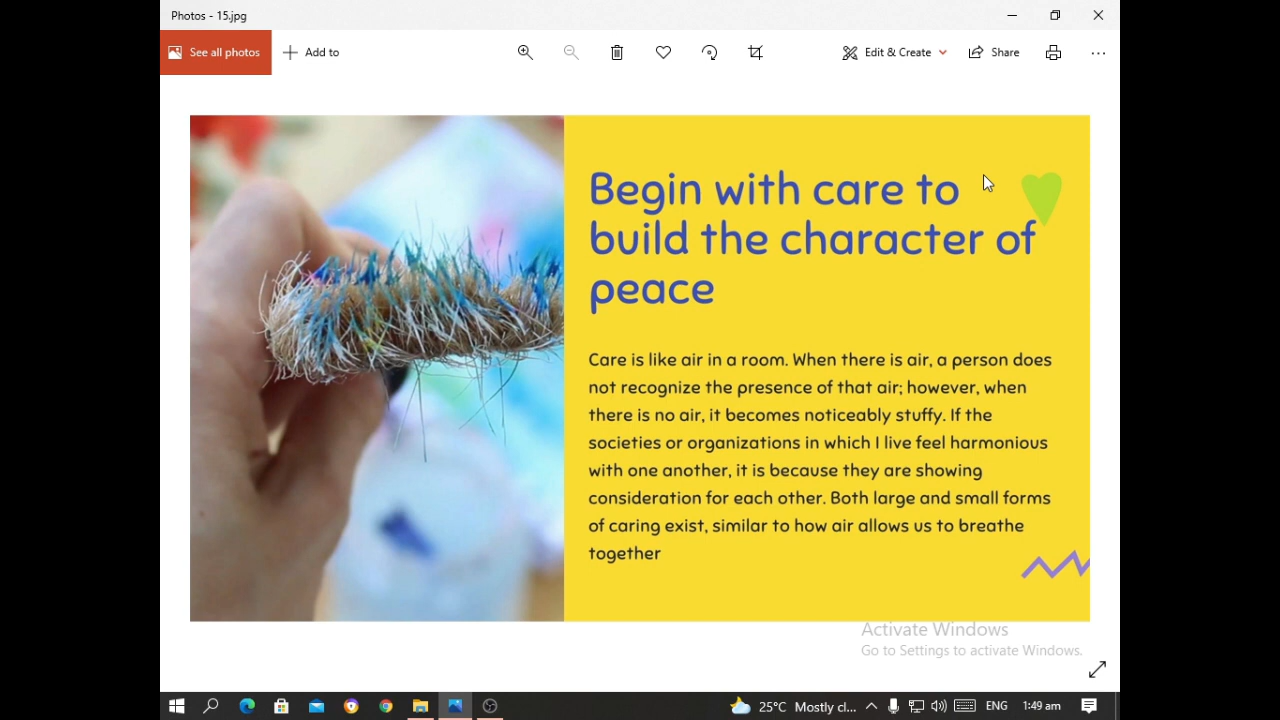 Photos - 15.jpg
See all photos
Add to
Edit & Create
Share
Begin with care to
build the character of
peace
Care is like air in a room. When there is air, a person does
not recognize the presence of that air; however, when
there is no air, it becomes noticeably stuffy. If the
societies or organizations in which I live feel harmonious
with one another, it is because they are showing
consideration for each other. Both large and small forms
of caring exist, similar to how air allows us to breathe
together
Activate Windows
Go to Settings to activate Windows.
25°C Mostly cl... ENG 1:49 am